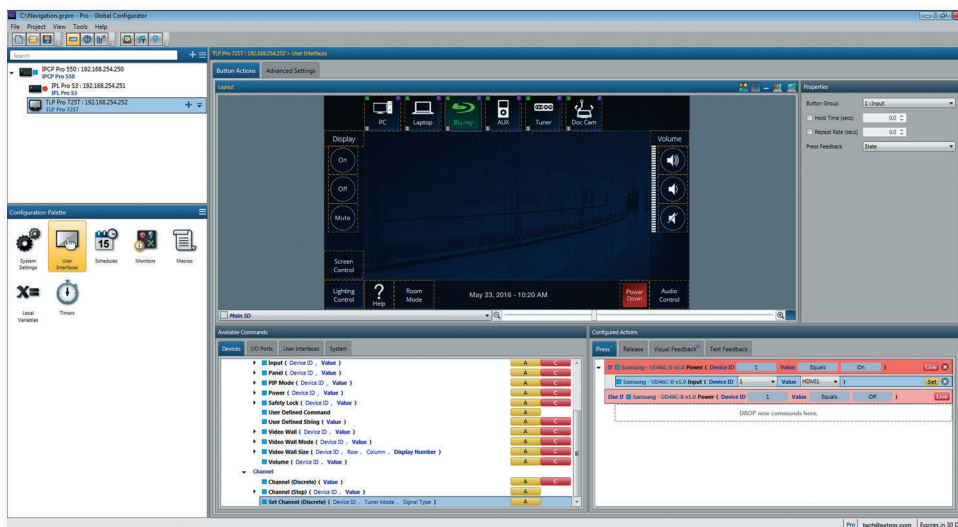 C:\Navigation.gcpro - Pro - Global Configurator
File Project View Tools Help
Search
IPCP Pro 550 : 192.168.254.250
IPCP Pro 550
IPL Pro S3 : 192.168.254.251
IPL Pro S3
TLP Pro 725T : 192.168.254.252
TLP Pro 725T
Configuration Palette
System Settings
User Interfaces
Schedules
Monitors
Macros
Local Variables
Timers
15
X=
TLP Pro 725T : 192.168.254.252 > User Interfaces
Button Actions Advanced Settings
Layout
PC Laptop Blu-ray AUX Tuner Doc Cam
Display
On
Off
Mute
Volume
Screen Control
Lighting Control
?
Help
Room Mode
May 23, 2016 - 10:20 AM
Power Down
Audio Control
Main SD
Properties
Button Group 1 : Input
Hold Time (secs) 0.0
Repeat Rate (secs) 0.0
Press Feedback State
Available Commands
Devices I/O Ports User Interfaces System
Input ( Device ID , Value ) A C
Panel ( Device ID , Value ) A C
PIP Mode ( Device ID , Value ) A C
Power ( Device ID , Value ) A C
Safety Lock ( Device ID , Value ) A C
User Defined Command A
User Defined String ( Value ) A C
Video Wall ( Device ID , Value ) A C
Video Wall Mode ( Device ID , Value ) A C
Video Wall Size ( Device ID , Row , Column , Display Number ) A C
Volume ( Device ID , Value ) A C
Channel
Channel (Discrete) ( Value ) A C
Channel (Step) ( Device ID , Value ) A
Set Channel (Discrete) ( Device ID , Tuner Mode , Signal Type ) A
Configured Actions
Press Release Visual Feedback Text Feedback
If Samsung - UD46C-B v1.0 Power ( Device ID 1 Value Equals On ) Live
Samsung - UD46C-B v1.0 Input ( Device ID 1 Value HDMI1 ) Set
Else If Samsung - UD46C-B v1.0 Power ( Device ID 1 Value Equals Off ) Live
DROP new commands here.
Pro tech@extron.com Expires in 30 D